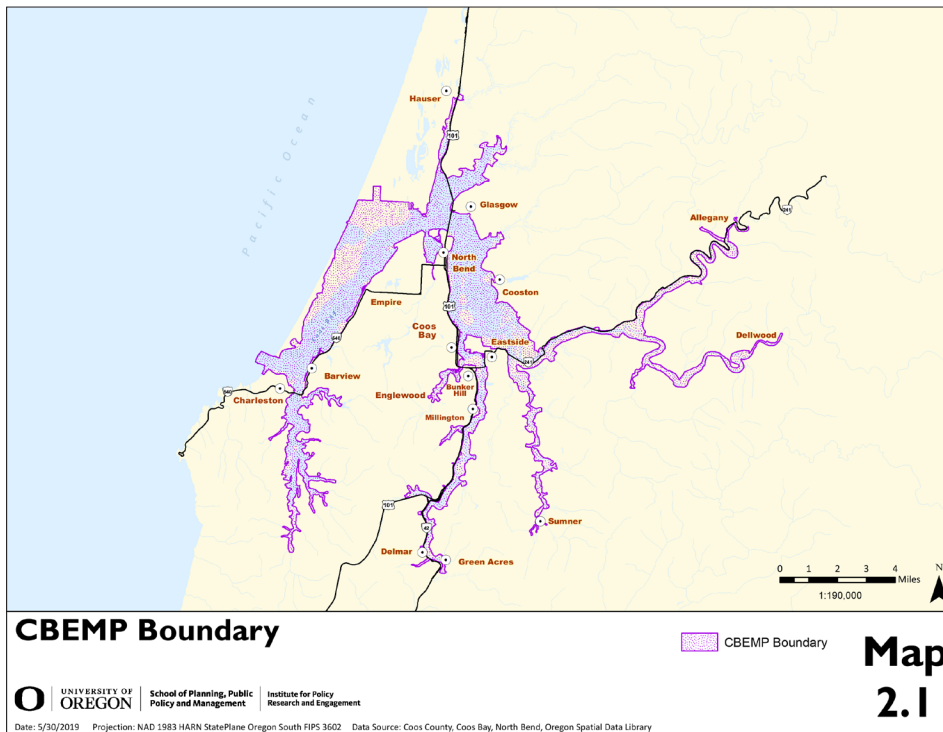 Hauser
101
Pacific Ocean
Glasgow
Allegany
241
North
Bend
Cooston
Empire
101
Coos
Bay
Eastside
Dellwood
540
241
Barview
Bunker
Hill
Englewood
540
Charleston
Millington
101
Sumner
42
Delmar
Green Acres
0 1 2 3 4
Miles
1:190,000
N
CBEMP Boundary
CBEMP Boundary
Map
2.1
O
UNIVERSITY OF
OREGON
School of Planning, Public
Policy and Management
Institute for Policy
Research and Engagement
Date: 5/30/2019 Projection: NAD 1983 HARN StatePlane Oregon South FIPS 3602 Data Source: Coos County, Coos Bay, North Bend, Oregon Spatial Data Library